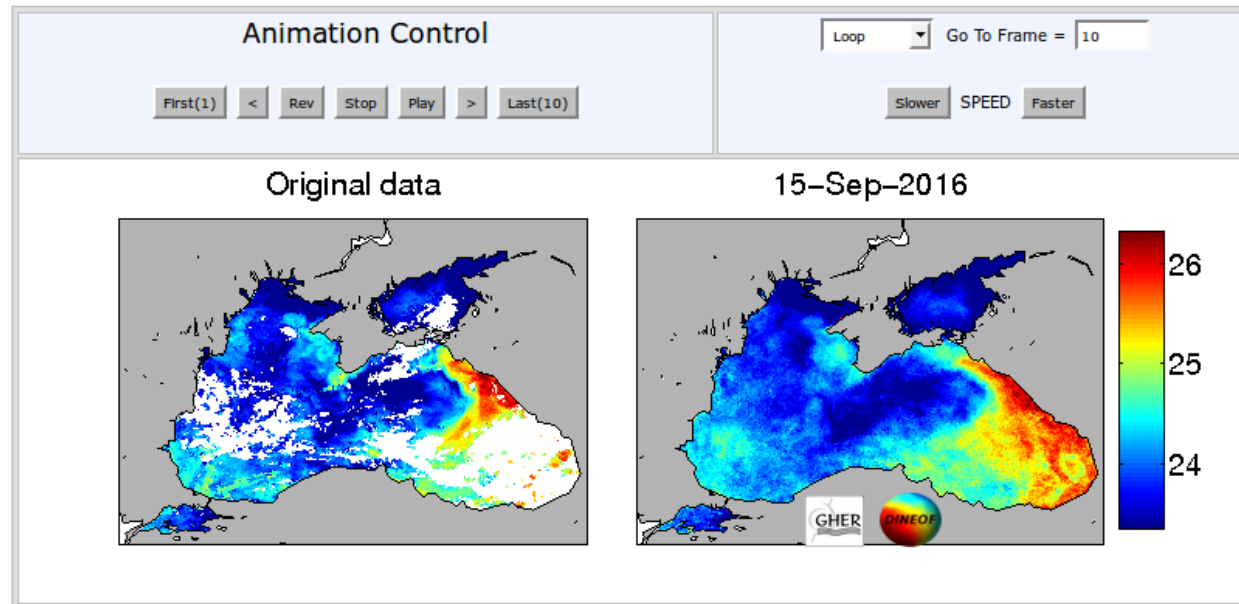 Animation Control
Loop Go To Frame = 10
First(1) < Rev Stop Play > Last(10)
Slower SPEED Faster
Original data
15-Sep-2016
26
25
24
GHER
DINEOF